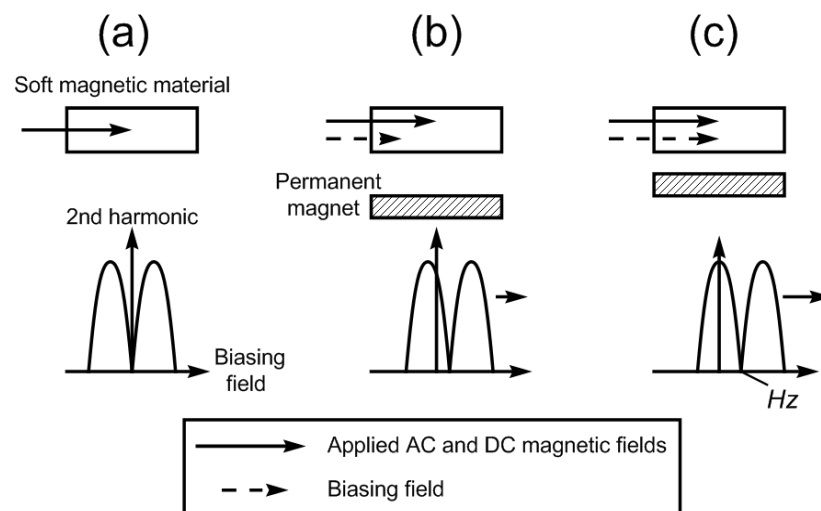 (a)
(b)
(c)
Soft magnetic material
Permanent
magnet
2nd harmonic
Biasing
field
Hz
Applied AC and DC magnetic fields
Biasing field